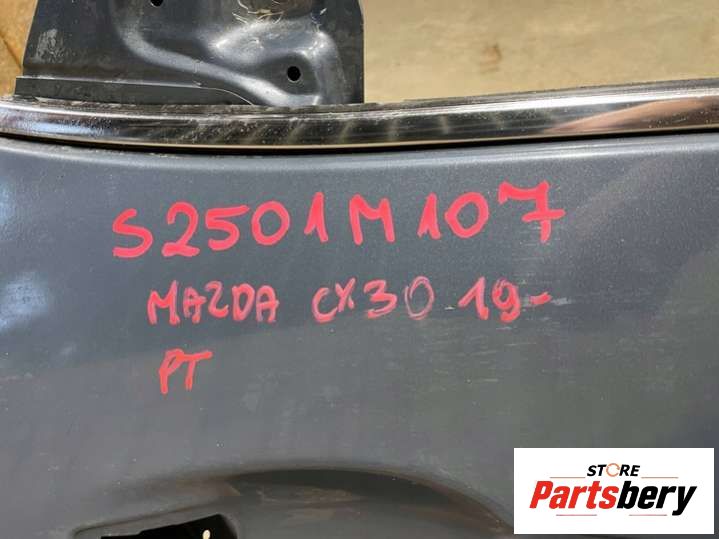 S2501M107
MAZDA CX30 19-
PT
STORE
Partsbery